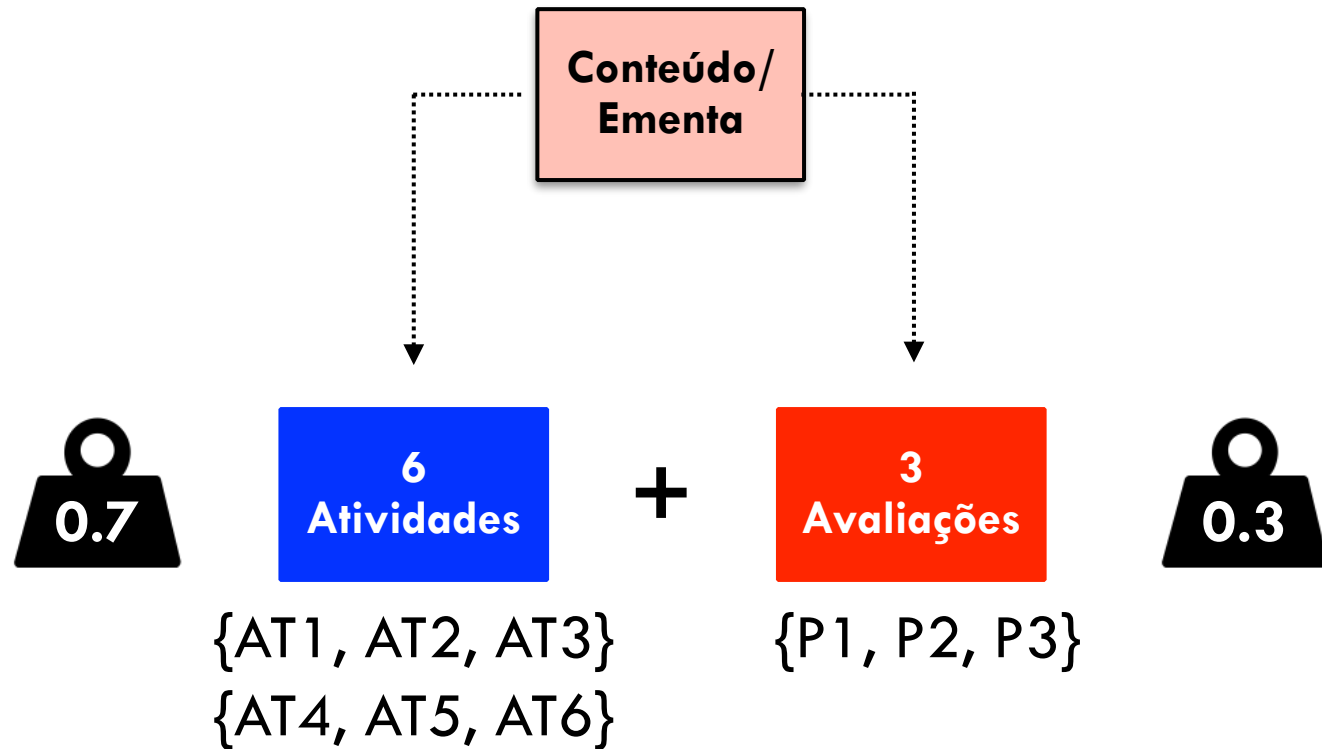 Conteúdo/
Ementa
0.7
6
Atividades
+
3
Avaliações
0.3
{AT1, AT2, AT3}
{P1, P2, P3}
{AT4, AT5, AT6}